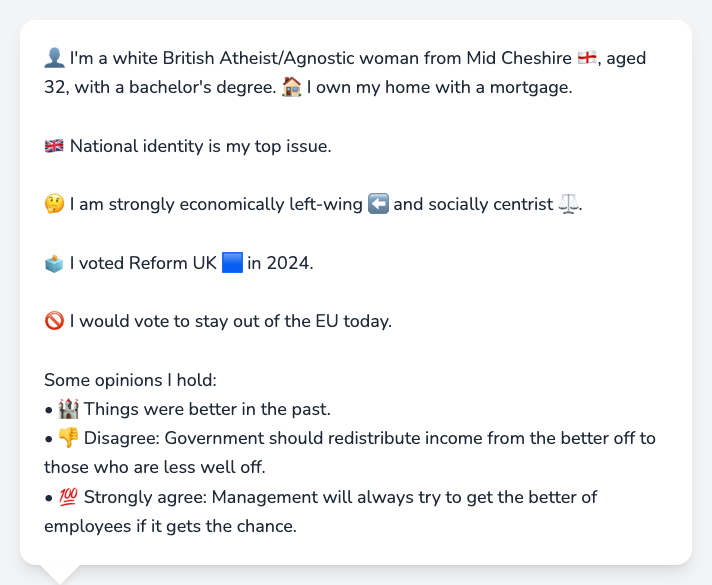 👤 I'm a white British Atheist/Agnostic woman from Mid Cheshire 🏴󠁧󠁢󠁥󠁮󠁧󠁿, aged
32, with a bachelor's degree. 🏠 I own my home with a mortgage.
🇬🇧 National identity is my top issue.
🤔 I am strongly economically left-wing ⬅️ and socially centrist ⚖️.
🗳️ I voted Reform UK 🟦 in 2024.
🚫 I would vote to stay out of the EU today.
Some opinions I hold:
• 🏰 Things were better in the past.
• 👎 Disagree: Government should redistribute income from the better off to
those who are less well off.
• 💯 Strongly agree: Management will always try to get the better of
employees if it gets the chance.